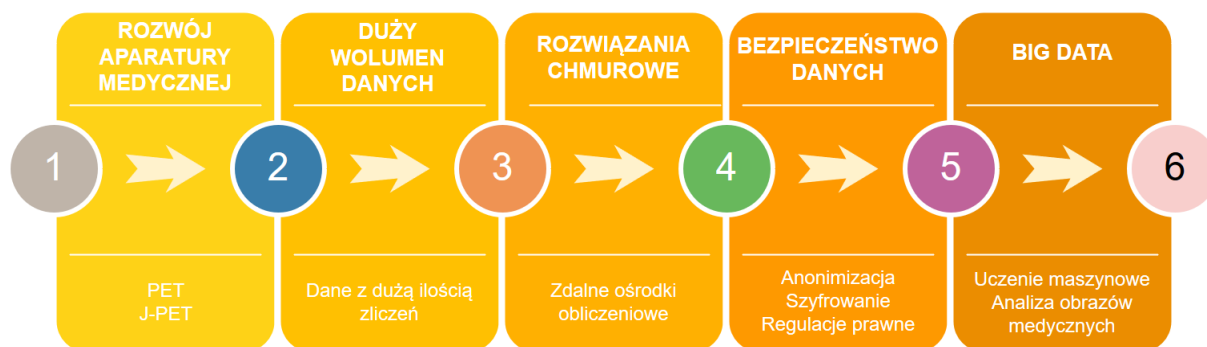 ROZWÓJ
APARATURY
MEDYCZNEJ
DUŻY
WOLUMEN
DANYCH
ROZWIĄZANIA
CHMUROWE
BEZPIECZEŃSTWO
DANYCH
BIG DATA
1
2
3
4
5
6
PET
J-PET
Dane z dużą ilością
zliczeń
Zdalne ośrodki
obliczeniowe
Anonimizacja
Szyfrowanie
Regulacje prawne
Uczenie maszynowe
Analiza obrazów
medycznych